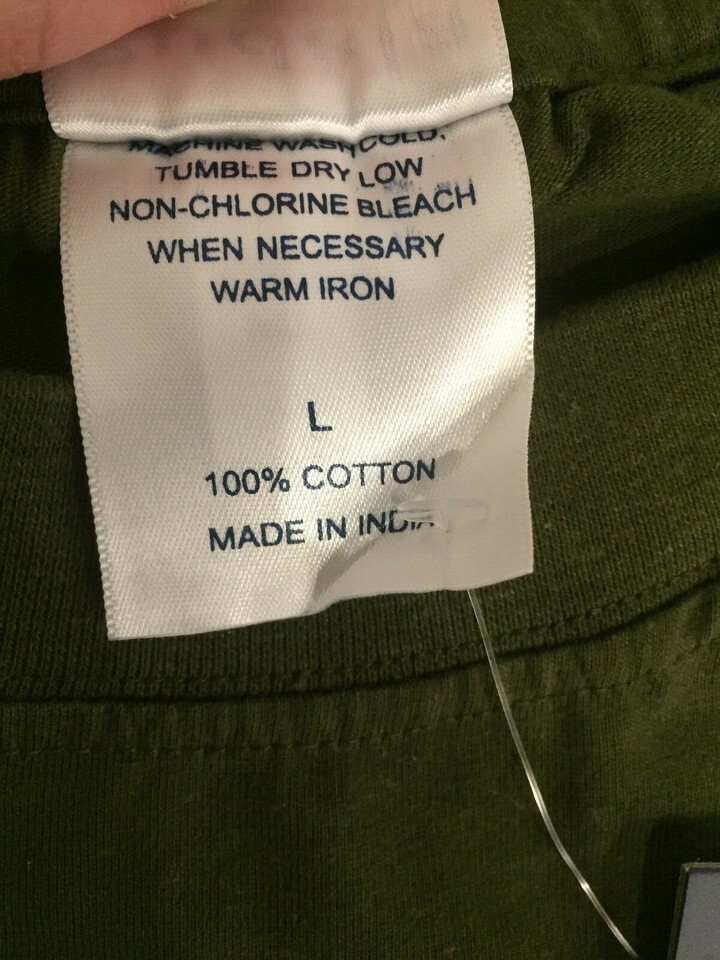 MACHINE WASH COLD,
TUMBLE DRY LOW
NON-CHLORINE BLEACH
WHEN NECESSARY
WARM IRON
L
100% COTTON
MADE IN INDIA